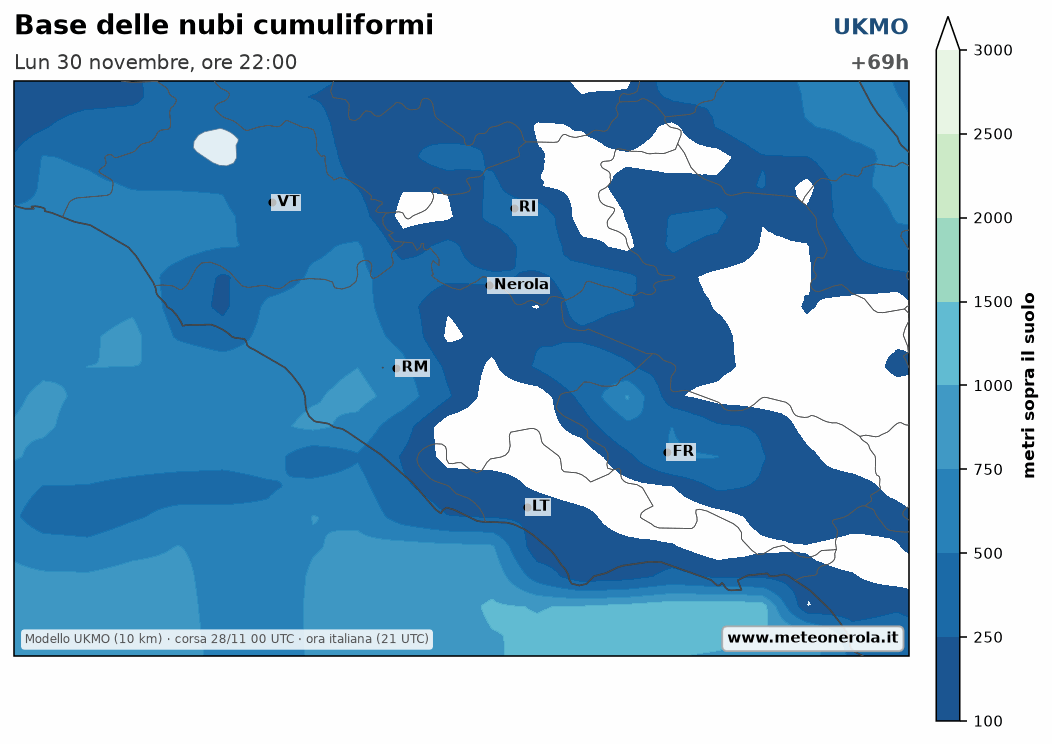 Base delle nubi cumuliformi
UKMO
Lun 30 novembre, ore 22:00
+69h
VT
RI
Nerola
RM
FR
LT
Modello UKMO (10 km) · corsa 28/11 00 UTC · ora italiana (21 UTC)
www.meteonerola.it
3000
2500
2000
1500
1000
750
500
250
100
metri sopra il suolo